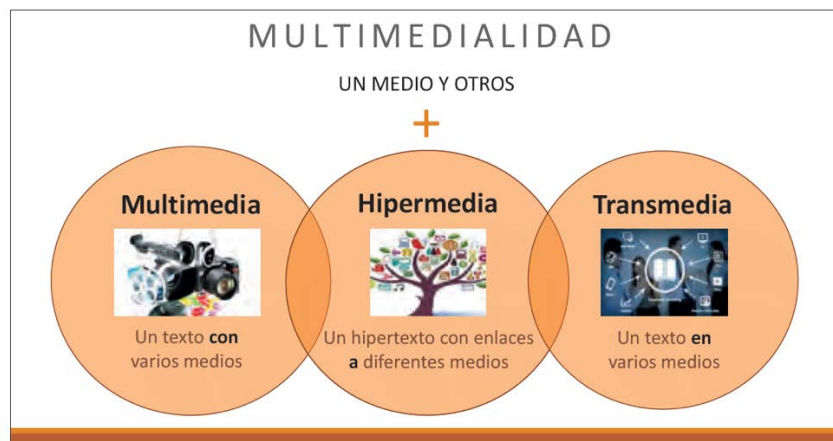 MULTIMEDIALIDAD
UN MEDIO Y OTROS
+
Multimedia
Un texto con
varios medios
Hipermedia
Un hipertexto con enlaces
a diferentes medios
Transmedia
Un texto en
varios medios